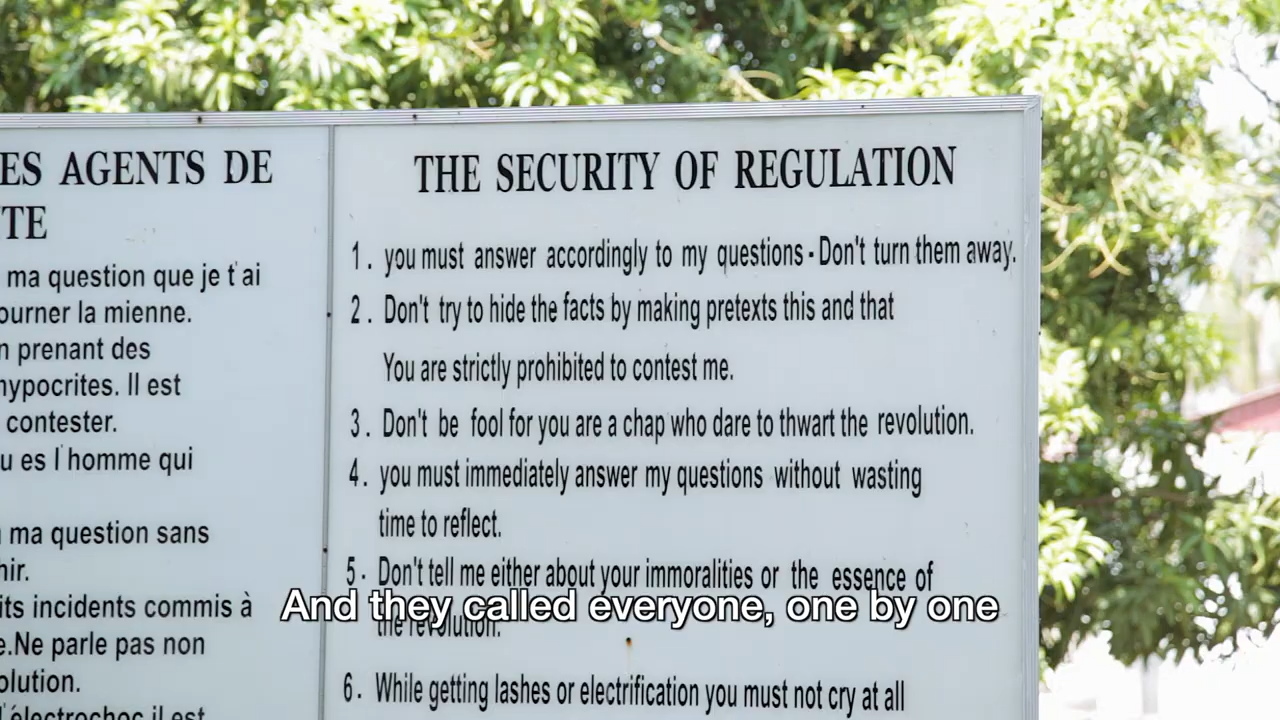 ES AGENTS DE
TE
ma question que je t'ai
ourner la mienne.
n prenant des
hypocrites. Il est
contester.
u es l'homme qui
ma question sans
hir.
its incidents commis à
e.Ne parle pas non
olution.
l'électrochoc il est
THE SECURITY OF REGULATION
1. you must answer accordingly to my questions - Don't turn them away.
2. Don't try to hide the facts by making pretexts this and that
You are strictly prohibited to contest me.
3. Don't be fool for you are a chap who dare to thwart the revolution.
4. you must immediately answer my questions without wasting
time to reflect.
5. Don't tell me either about your immoralities or the essence of
the revolution.
6. While getting lashes or electrification you must not cry at all
And they called everyone, one by one